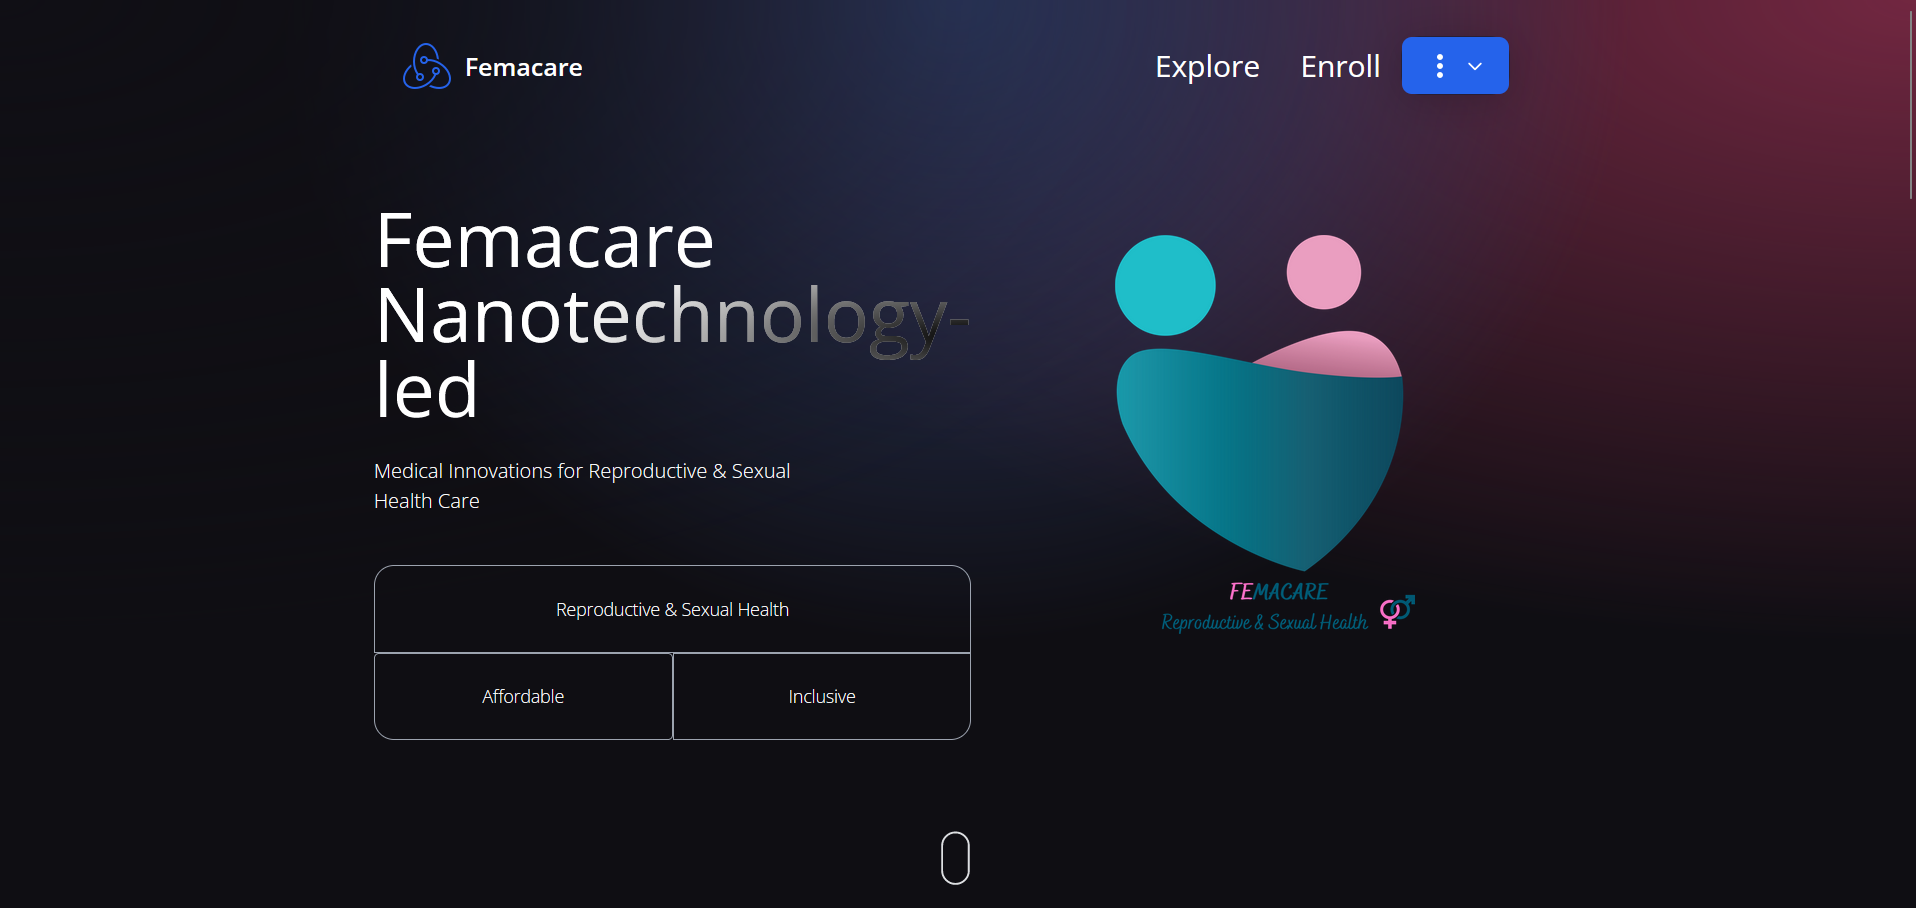 Femacare
Explore
Enroll
Femacare
Nanotechnology-
led
Medical Innovations for Reproductive & Sexual
Health Care
Reproductive & Sexual Health
Affordable
Inclusive
FEMACARE
Reproductive & Sexual Health